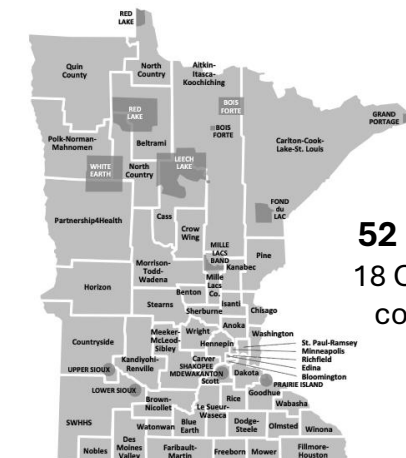 RED
LAKE
Quin
County
North
Country
Aitkin-
Itasca-
Koochiching
RED
LAKE
BOIS
FORTE
BOIS
FORTE
GRAND
PORTAGE
Polk-Norman-
Mahnomen
Beltrami
Carlton-Cook-
Lake-St. Louis
WHITE
EARTH
North
Country
LEECH
LAKE
FOND
du
LAC
Partnership4Health
Cass
Crow
Wing
MILLE
LACS
BAND
Pine
52
Morrison-
Todd-
Wadena
Mille
Lacs
Co.
Kanabec
18 C
Horizon
Benton
Isanti
Stearns
Sherburne
Chisago
co
Countryside
Meeker-
McLeod-
Sibley
Wright
Anoka
Washington
Hennepin
St. Paul-Ramsey
Minneapolis
Richfield
Edina
Bloomington
Kandiyohi-
Renville
Carver
SHAKOPEE
MDEWAKANTON
Scott
Dakota
UPPER SIOUX
PRAIRIE ISLAND
LOWER SIOUX
Brown-
Nicollet
Le Sueur-
Waseca
Rice
Goodhue
Wabasha
SWHHS
Watonwan
Blue
Earth
Dodge-
Steele
Olmsted
Winona
Nobles
Des
Moines
Valley
Faribault-
Martin
Freeborn
Mower
Fillmore-
Houston